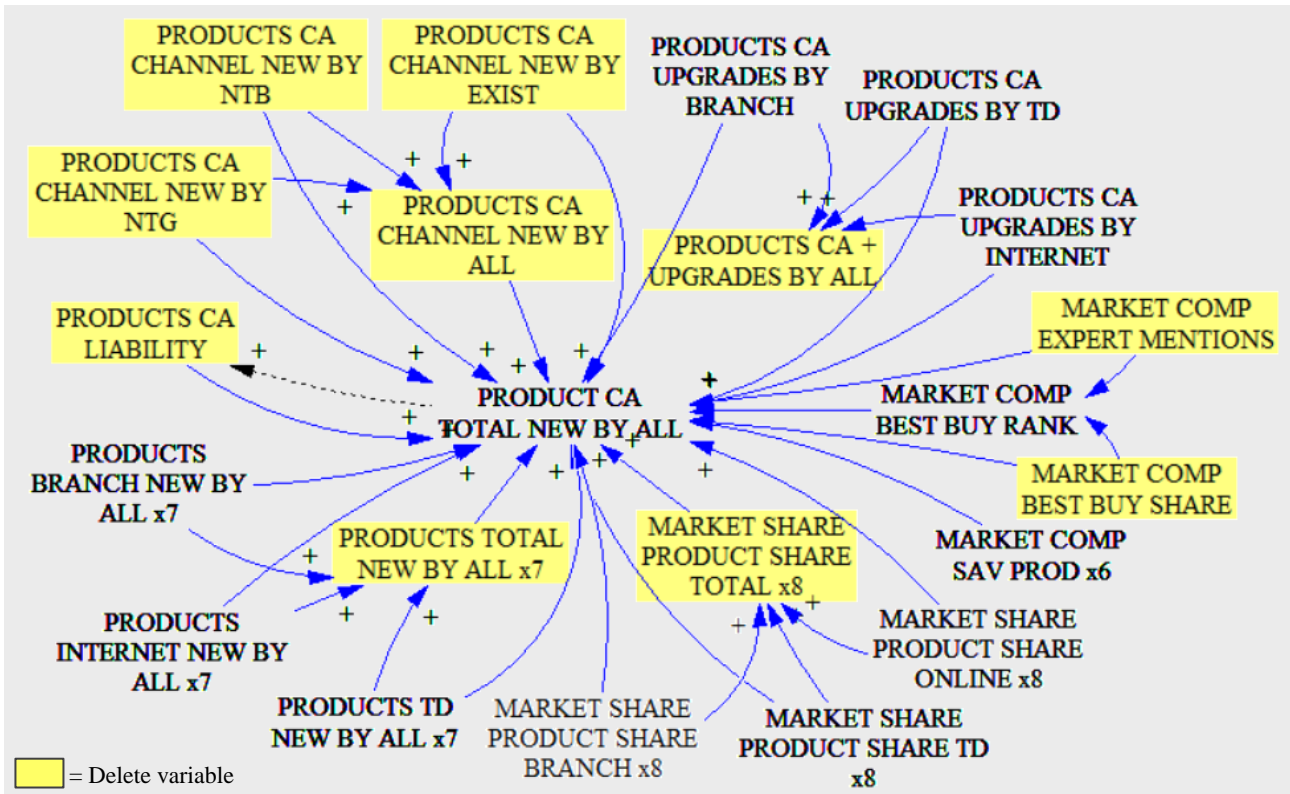 PRODUCTS CA
CHANNEL NEW BY
NTB
PRODUCTS CA
CHANNEL NEW BY
EXIST
PRODUCTS CA
UPGRADES BY
BRANCH
PRODUCTS CA
UPGRADES BY TD
PRODUCTS CA
CHANNEL NEW BY
NTG
+
+
+
PRODUCTS CA
CHANNEL NEW BY
ALL
+ +
PRODUCTS CA
UPGRADES BY
INTERNET
PRODUCTS CA +
UPGRADES BY ALL
PRODUCTS CA
LIABILITY
+
MARKET COMP
EXPERT MENTIONS
+
+
+
+
+
PRODUCT CA
TOTAL NEW BY ALL
MARKET COMP
BEST BUY RANK
+
+
+
PRODUCTS
BRANCH NEW BY
ALL x7
+
+
+
+
MARKET COMP
BEST BUY SHARE
PRODUCTS TOTAL
NEW BY ALL x7
MARKET SHARE
PRODUCT SHARE
TOTAL x8
MARKET COMP
SAV PROD x6
+
+
+
+
+
PRODUCTS
INTERNET NEW BY
ALL x7
MARKET SHARE
PRODUCT SHARE
ONLINE x8
PRODUCTS TD
NEW BY ALL x7
MARKET SHARE
PRODUCT SHARE
BRANCH x8
MARKET SHARE
PRODUCT SHARE TD
x8
= Delete variable